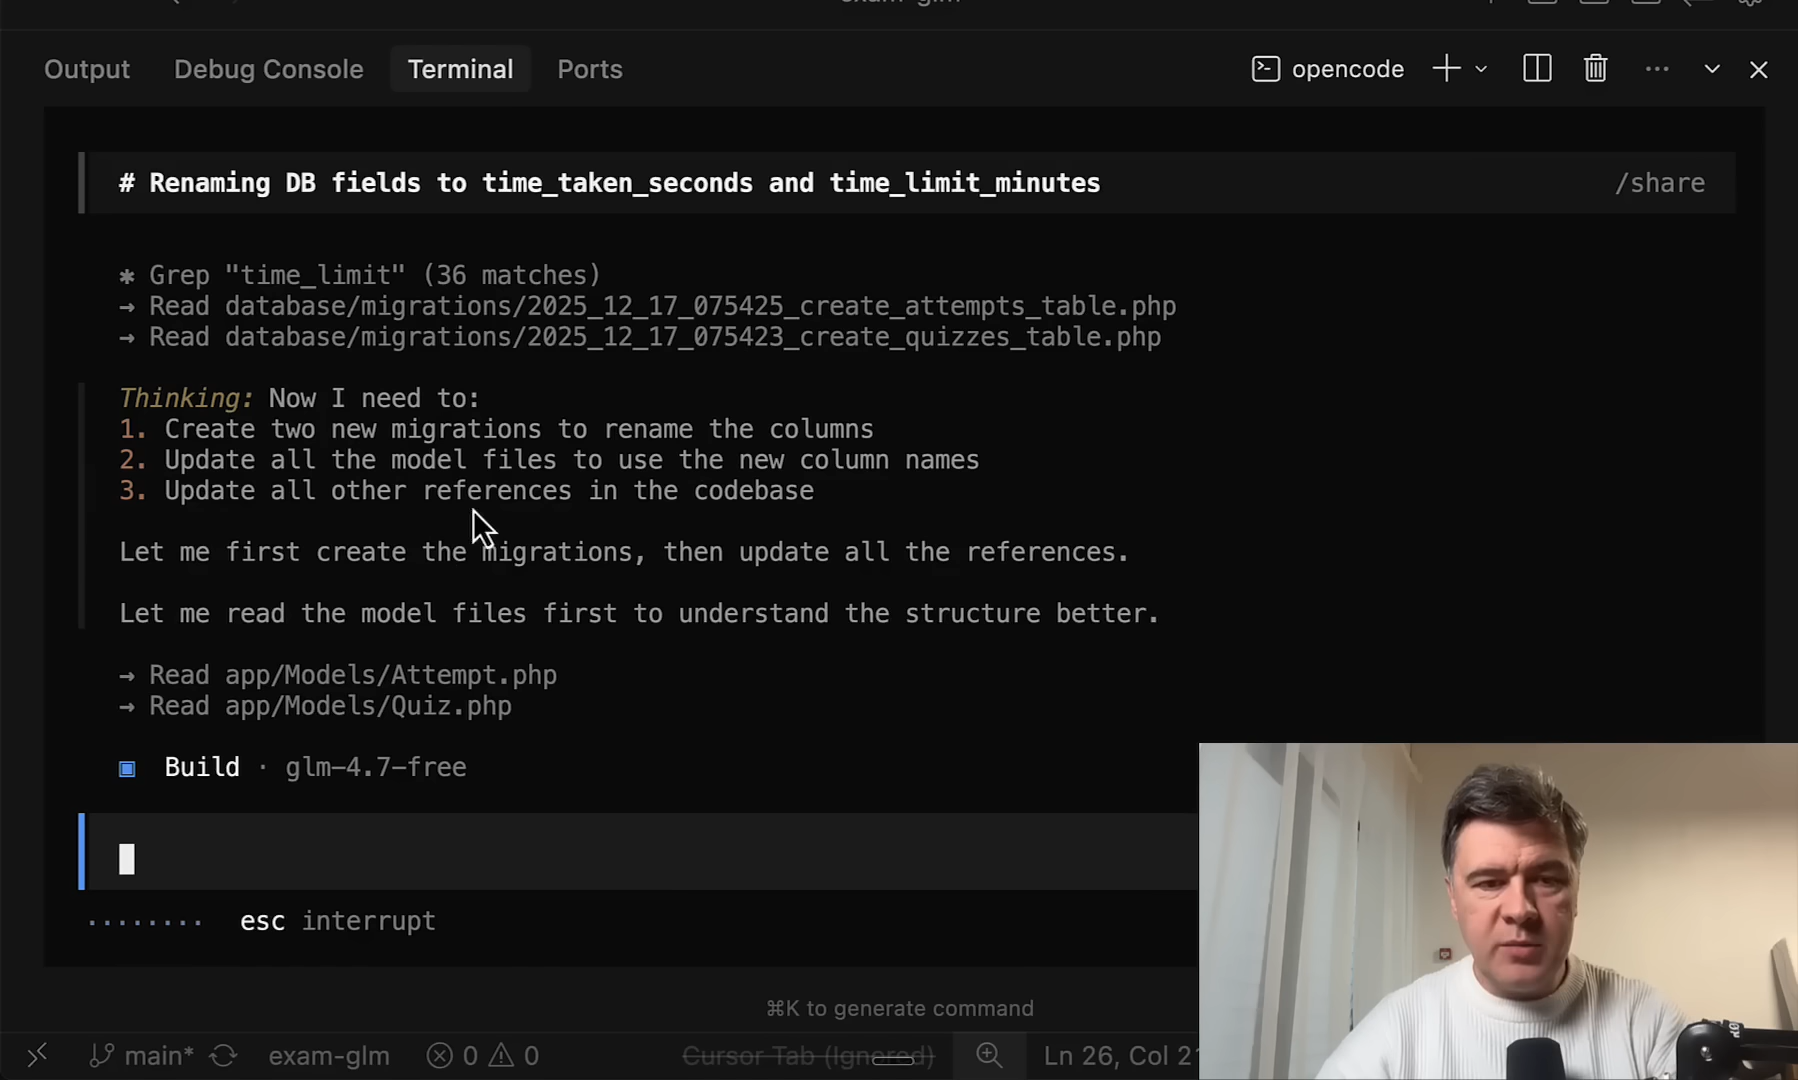 exam-glm
Output Debug Console Terminal Ports
opencode
# Renaming DB fields to time_taken_seconds and time_limit_minutes /share
✱ Grep "time_limit" (36 matches)
→ Read database/migrations/2025_12_17_075425_create_attempts_table.php
→ Read database/migrations/2025_12_17_075423_create_quizzes_table.php
Thinking: Now I need to:
1. Create two new migrations to rename the columns
2. Update all the model files to use the new column names
3. Update all other references in the codebase
Let me first create the migrations, then update all the references.
Let me read the model files first to understand the structure better.
→ Read app/Models/Attempt.php
→ Read app/Models/Quiz.php
Build · glm-4.7-free
esc interrupt
⌘K to generate command
main* exam-glm 0 0 Cursor Tab (Ignored) Ln 26, Col